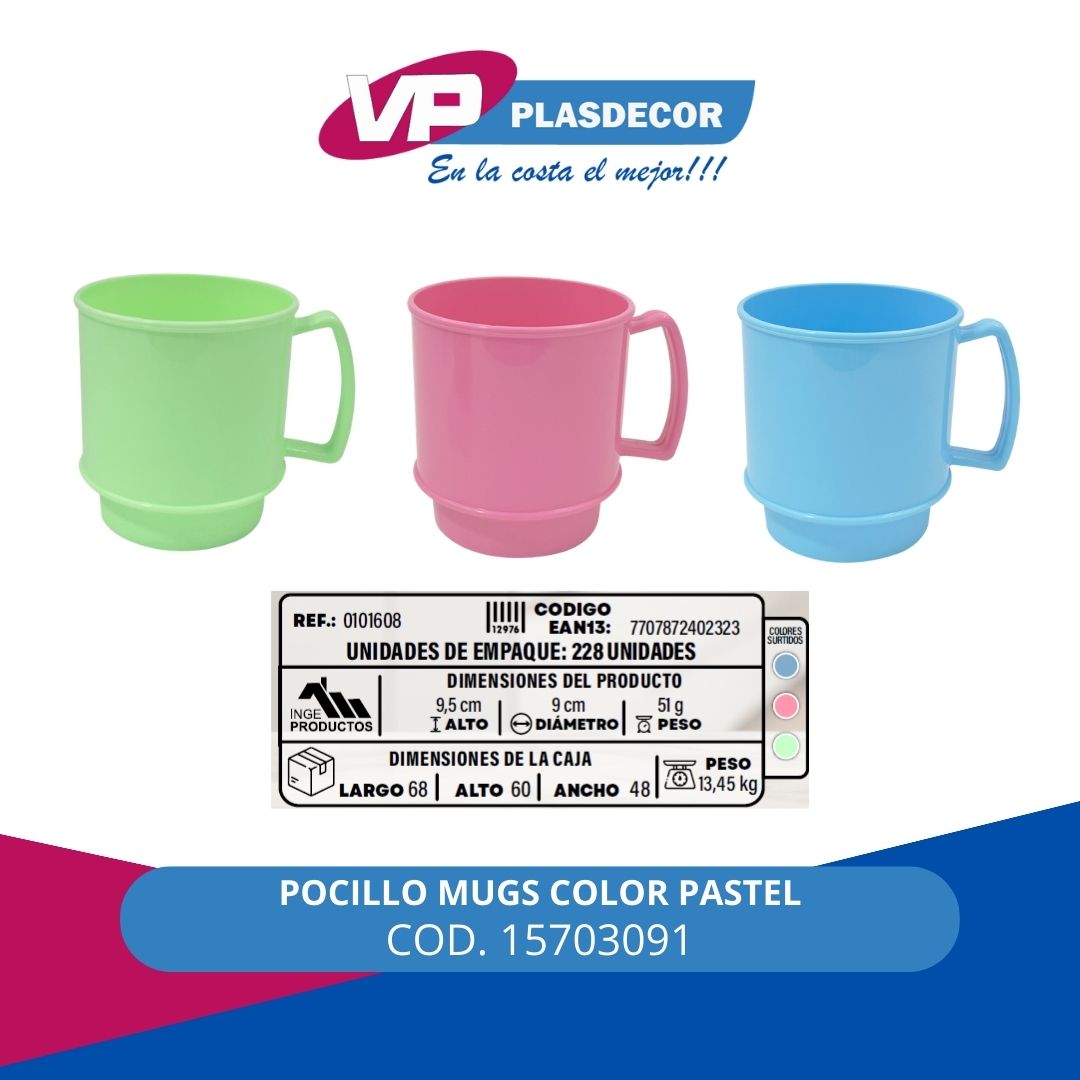 VP PLASDECOR
En la costa el mejor!!!
REF.: 0101608
12976
CODIGO
EAN13: 7707872402323
UNIDADES DE EMPAQUE: 228 UNIDADES
COLORES
SURTIDOS
INGE
PRODUCTOS
DIMENSIONES DEL PRODUCTO
9,5 cm 9 cm 51 g
ALTO DIÁMETRO PESO
DIMENSIONES DE LA CAJA
LARGO 68 ALTO 60 ANCHO 48
PESO
13,45 kg
POCILLO MUGS COLOR PASTEL
COD. 15703091